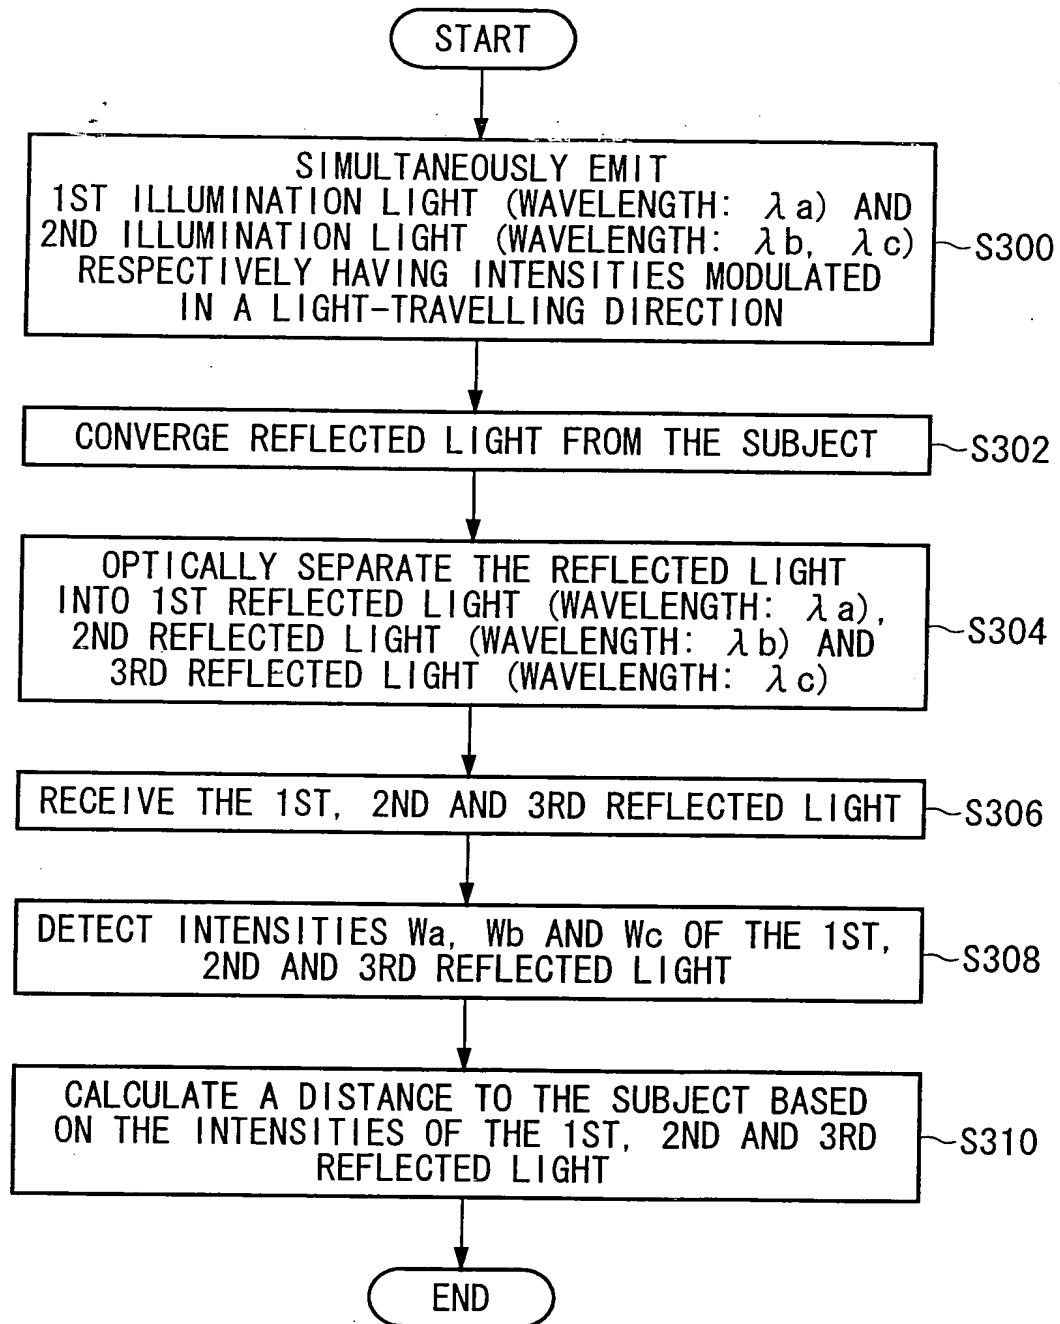 START
SIMULTANEOUSLY EMIT
1ST ILLUMINATION LIGHT (WAVELENGTH: λa) AND
2ND ILLUMINATION LIGHT (WAVELENGTH: λb, λc)
RESPECTIVELY HAVING INTENSITIES MODULATED
IN A LIGHT-TRAVELLING DIRECTION
S300
CONVERGE REFLECTED LIGHT FROM THE SUBJECT
S302
OPTICALLY SEPARATE THE REFLECTED LIGHT
INTO 1ST REFLECTED LIGHT (WAVELENGTH: λa),
2ND REFLECTED LIGHT (WAVELENGTH: λb) AND
3RD REFLECTED LIGHT (WAVELENGTH: λc)
S304
RECEIVE THE 1ST, 2ND AND 3RD REFLECTED LIGHT
S306
DETECT INTENSITIES Wa, Wb AND Wc OF THE 1ST,
2ND AND 3RD REFLECTED LIGHT
S308
CALCULATE A DISTANCE TO THE SUBJECT BASED
ON THE INTENSITIES OF THE 1ST, 2ND AND 3RD
REFLECTED LIGHT
S310
END